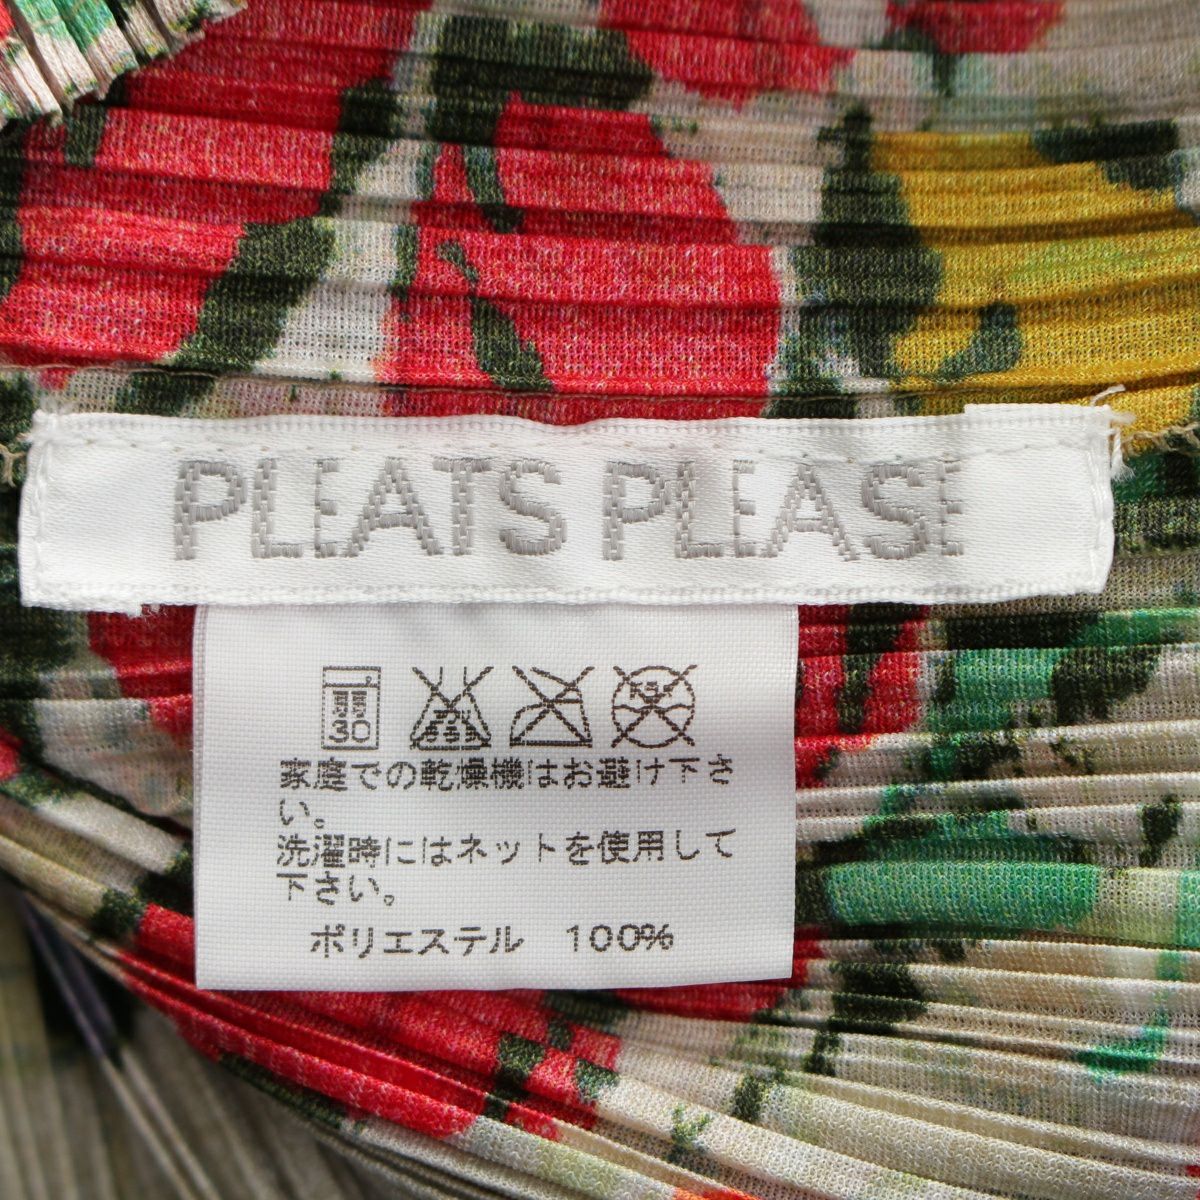 PLEATS PLEASE
30
家庭での乾燥機はお避け下さ
い。
洗濯時にはネットを使用して
下さい。
ポリエステル 100%